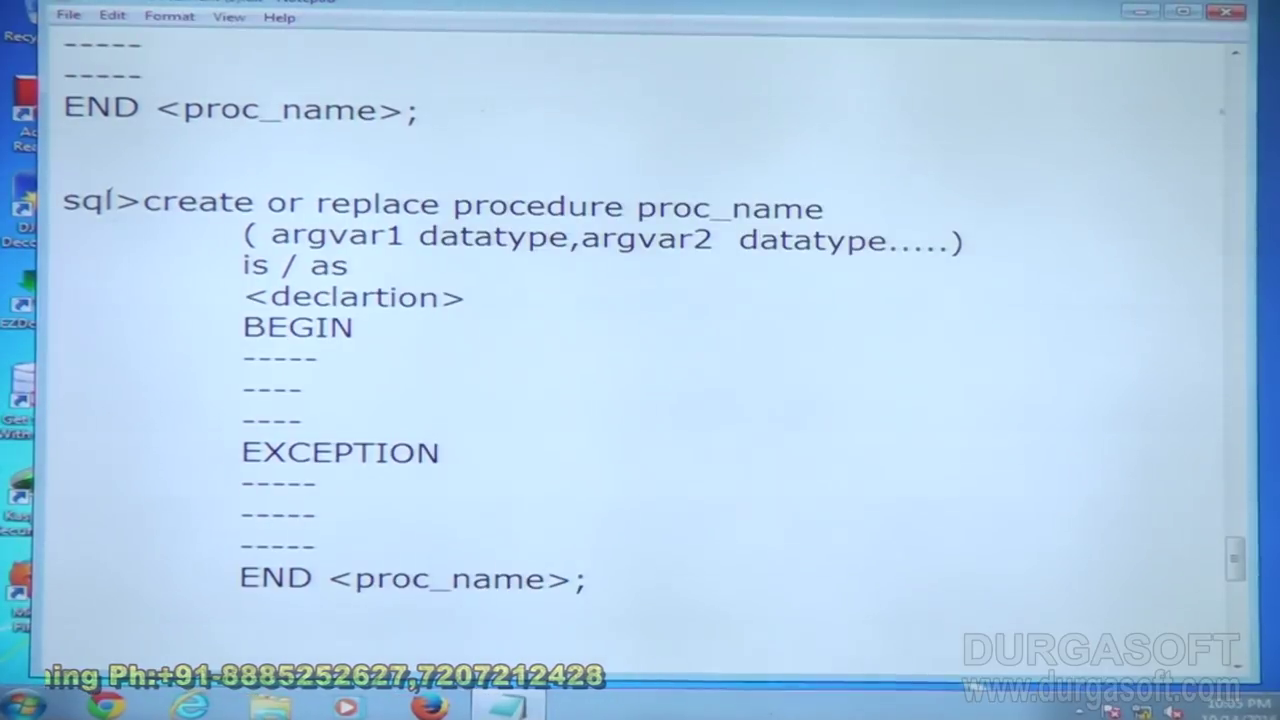 File Edit Format View Help
-----
-----
END <proc_name>;
sql>create or replace procedure proc_name
( argvar1 datatype,argvar2 datatype.....)
is / as
<declartion>
BEGIN
-----
----
----
EXCEPTION
-----
-----
-----
END <proc_name>;
DURGASOFT
www.durgasoft.com
Ph:+91-8885252627,7207212428
10:05 PM